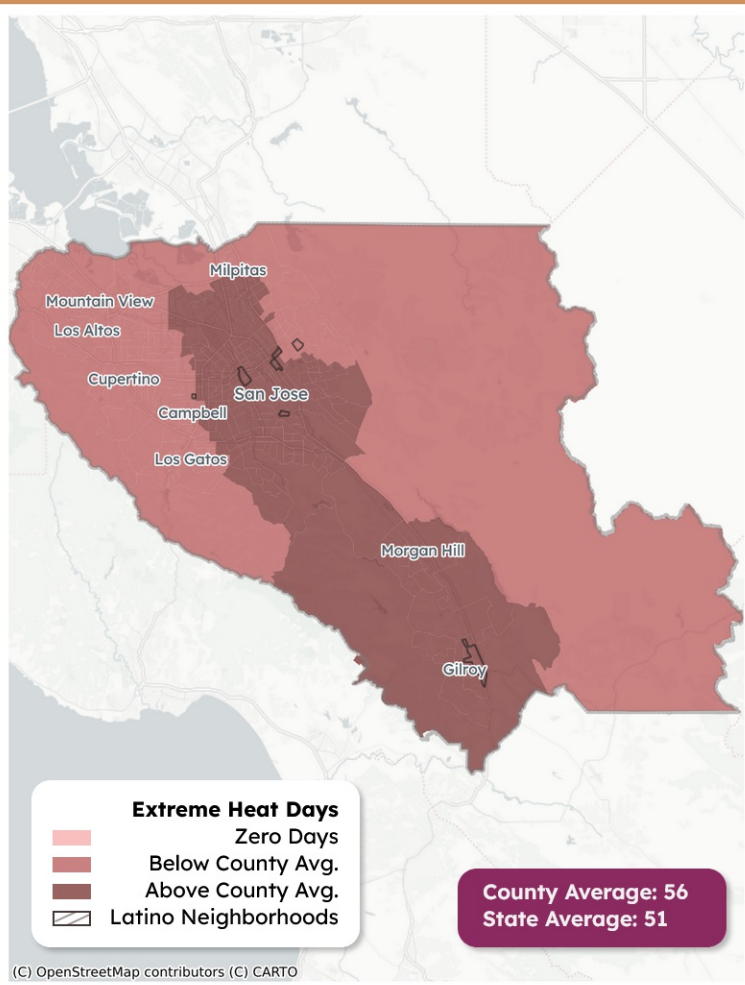 Milpitas
Mountain View
Los Altos
Cupertino
San Jose
Campbell
Los Gatos
Morgan Hill
Gilroy
Extreme Heat Days
Zero Days
Below County Avg.
Above County Avg.
Latino Neighborhoods
County Average: 56
State Average: 51
(C) OpenStreetMap contributors (C) CARTO